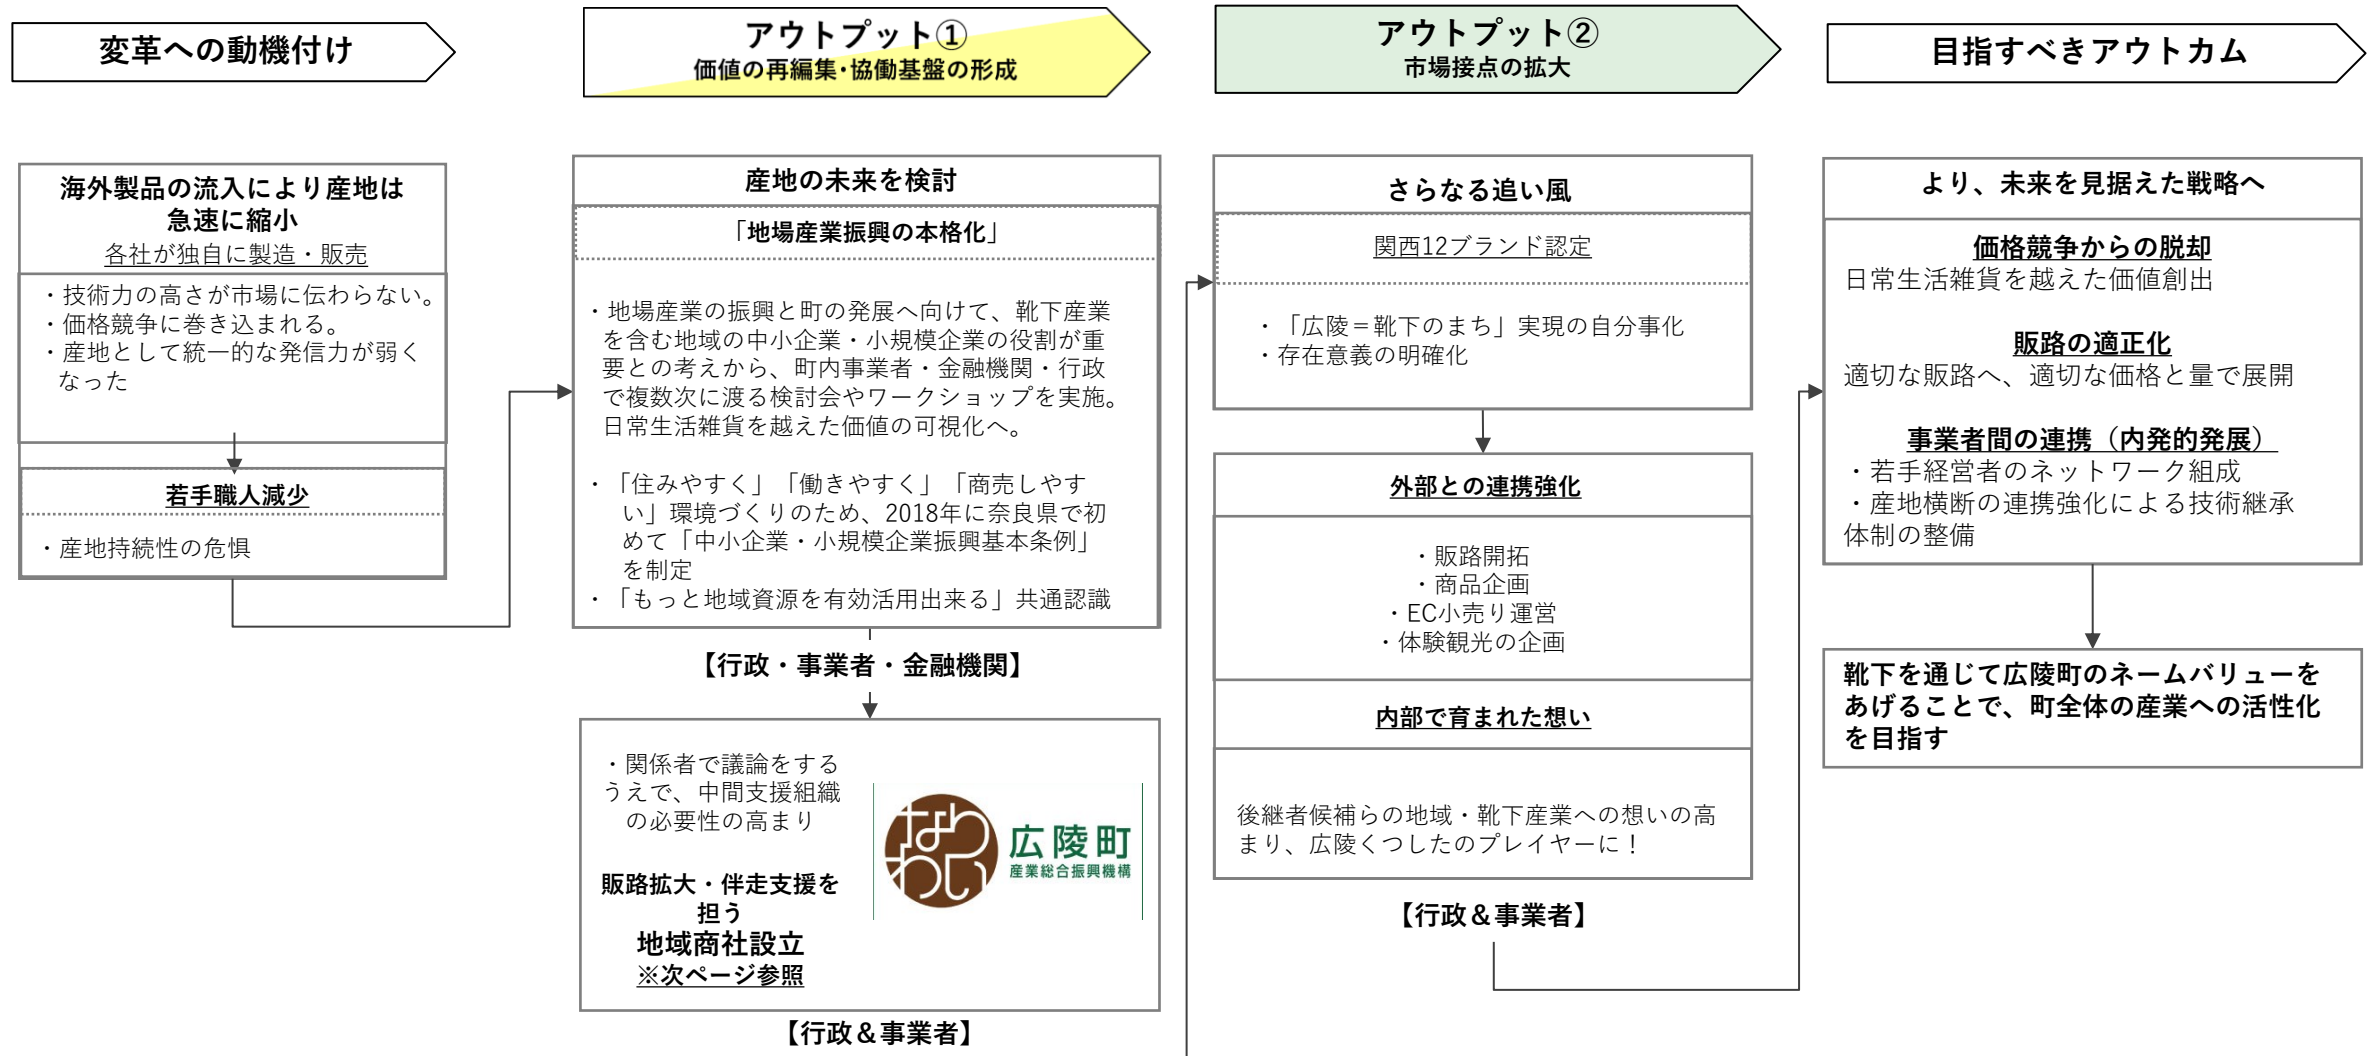 変革への動機付け
海外製品の流入により産地は
急速に縮小
各社が独自に製造・販売
・技術力の高さが市場に伝わらない。
・価格競争に巻き込まれる。
・産地として統一的な発信力が弱く
なった
若手職人減少
・産地持続性の危惧
アウトプット①
価値の再編集･協働基盤の形成
産地の未来を検討
「地場産業振興の本格化」
・地場産業の振興と町の発展へ向けて、靴下産業
を含む地域の中小企業・小規模企業の役割が重
要との考えから、町内事業者・金融機関・行政
で複数次に渡る検討会やワークショップを実施。
日常生活雑貨を越えた価値の可視化へ。
・「住みやすく」「働きやすく」「商売しやす
い」環境づくりのため、2018年に奈良県で初
めて「中小企業・小規模企業振興基本条例」
を制定
・「もっと地域資源を有効活用出来る」共通認識
【行政・事業者・金融機関】
・関係者で議論をする
うえで、中間支援組織
の必要性の高まり
販路拡大・伴走支援を
担う
地域商社設立
※次ページ参照
なりわい
広陵町
産業総合振興機構
【行政＆事業者】
アウトプット②
市場接点の拡大
さらなる追い風
関西12ブランド認定
・「広陵＝靴下のまち」実現の自分事化
・存在意義の明確化
外部との連携強化
・販路開拓
・商品企画
・EC小売り運営
・体験観光の企画
内部で育まれた想い
後継者候補らの地域・靴下産業への想いの高
まり、広陵くつしたのプレイヤーに！
【行政＆事業者】
目指すべきアウトカム
より、未来を見据えた戦略へ
価格競争からの脱却
日常生活雑貨を越えた価値創出
販路の適正化
適切な販路へ、適切な価格と量で展開
事業者間の連携（内発的発展）
・若手経営者のネットワーク組成
・産地横断の連携強化による技術継承
体制の整備
靴下を通じて広陵町のネームバリューを
あげることで、町全体の産業への活性化
を目指す